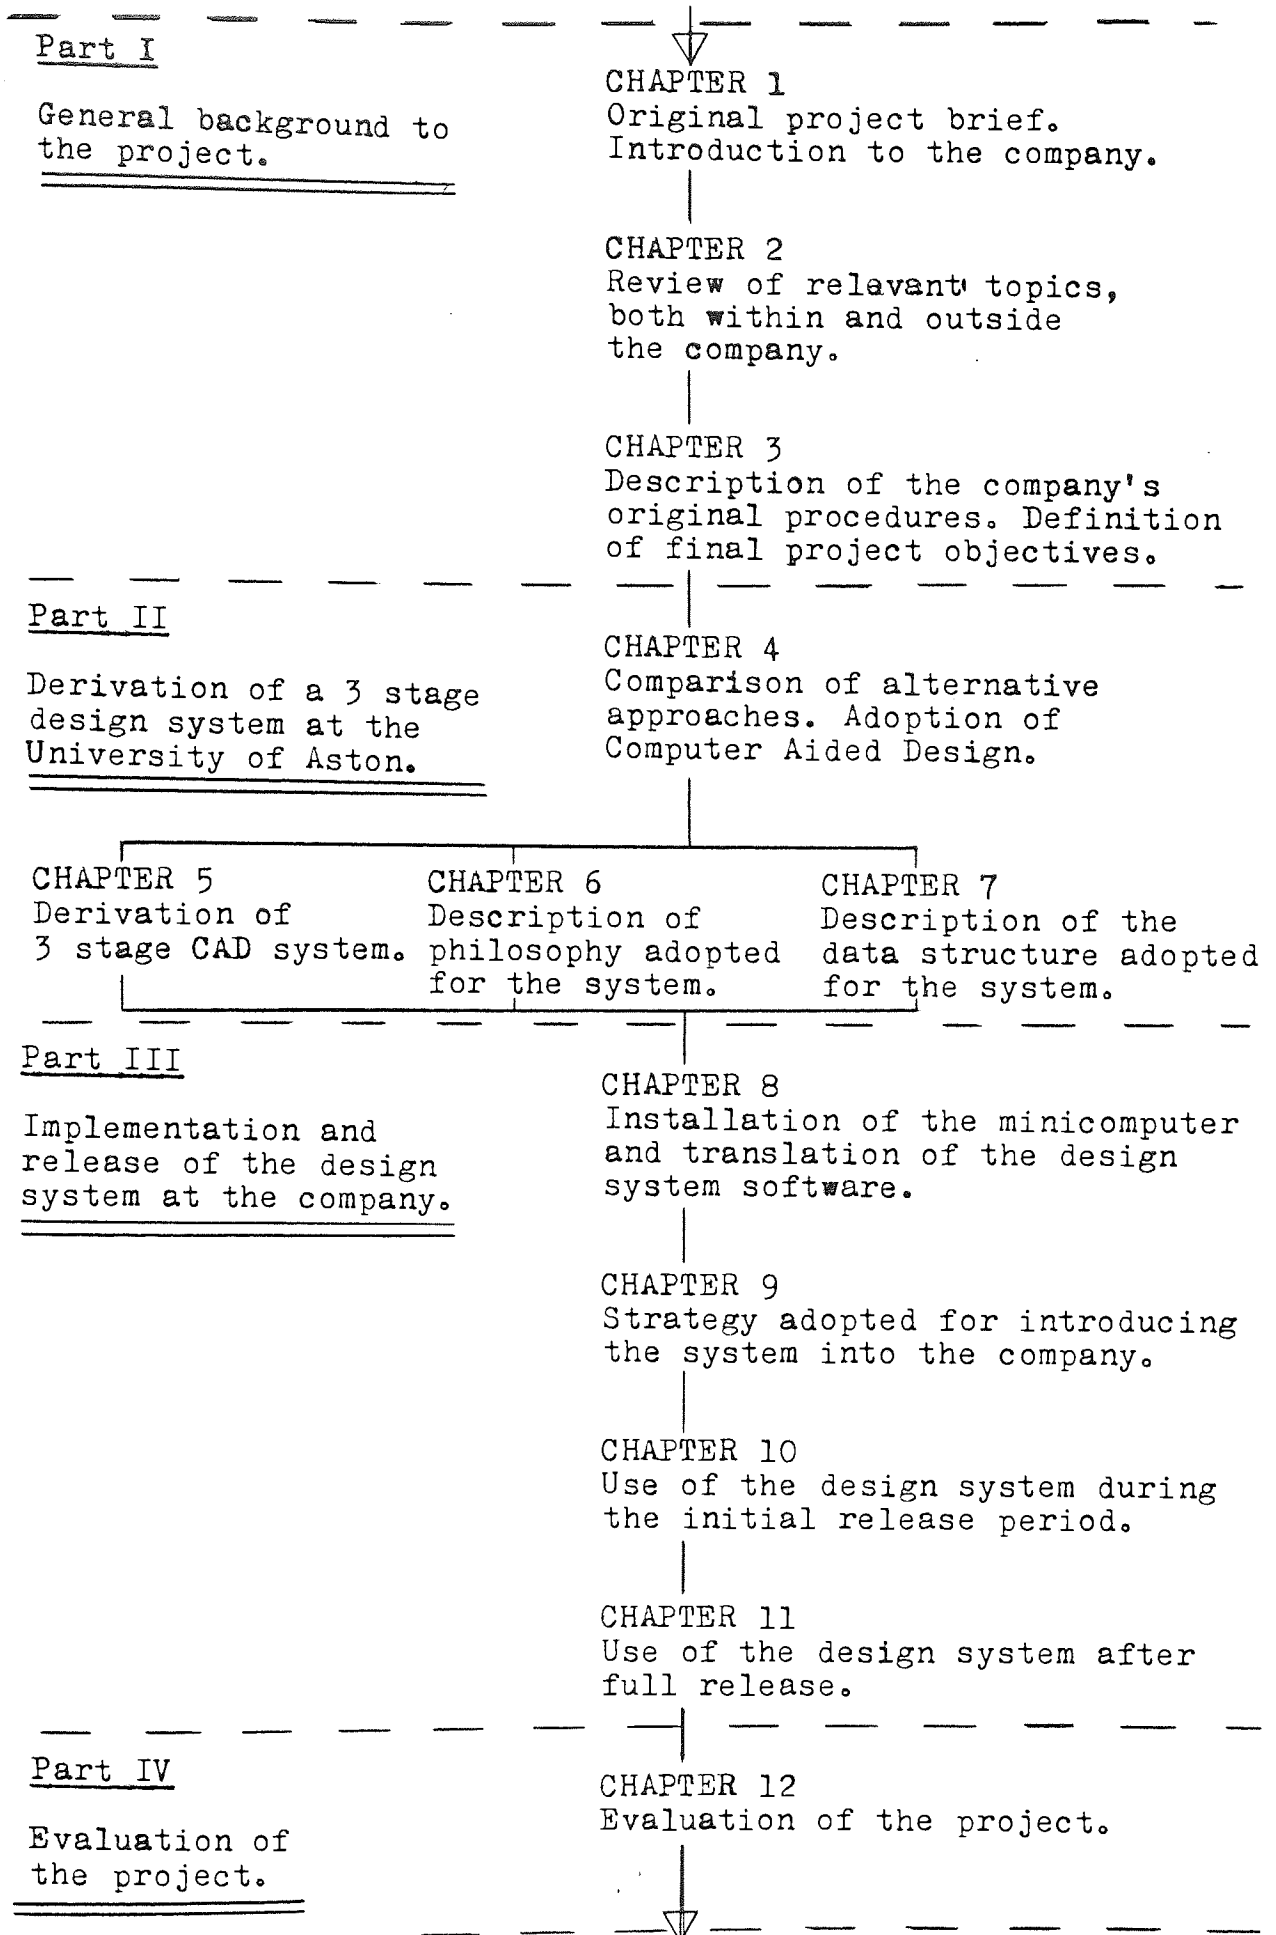 Part I
General background to
the project.
CHAPTER 1
Original project brief.
Introduction to the company.
CHAPTER 2
Review of relevant topics,
both within and outside
the company.
CHAPTER 3
Description of the company's
original procedures. Definition
of final project objectives.
Part II
Derivation of a 3 stage
design system at the
University of Aston.
CHAPTER 4
Comparison of alternative
approaches. Adoption of
Computer Aided Design.
CHAPTER 5
Derivation of
3 stage CAD system.
CHAPTER 6
Description of
philosophy adopted
for the system.
CHAPTER 7
Description of the
data structure adopted
for the system.
Part III
Implementation and
release of the design
system at the company.
CHAPTER 8
Installation of the minicomputer
and translation of the design
system software.
CHAPTER 9
Strategy adopted for introducing
the system into the company.
CHAPTER 10
Use of the design system during
the initial release period.
CHAPTER 11
Use of the design system after
full release.
Part IV
Evaluation of
the project.
CHAPTER 12
Evaluation of the project.